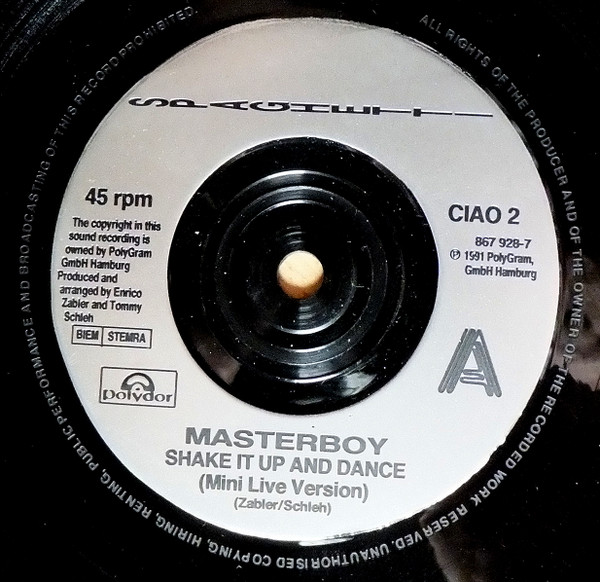 ALL RIGHTS OF THE PRODUCER AND OF THE OWNER OF THE RECORDED WORK RESERVED. UNAUTHORISED COPYING, HIRING, RENTING, PUBLIC PERFORMANCE AND BROADCASTING OF THIS RECORD PROHIBITED.
SPAGHETTI
45 rpm
The copyright in this
sound recording is
owned by PolyGram
GmbH Hamburg
Produced and
arranged by Enrico
Zabler and Tommy
Schleh
BIEM STEMRA
polydor
CIAO 2
867 928-7
℗ 1991 PolyGram,
GmbH Hamburg
A
MASTERBOY
SHAKE IT UP AND DANCE
(Mini Live Version)
(Zabler/Schleh)